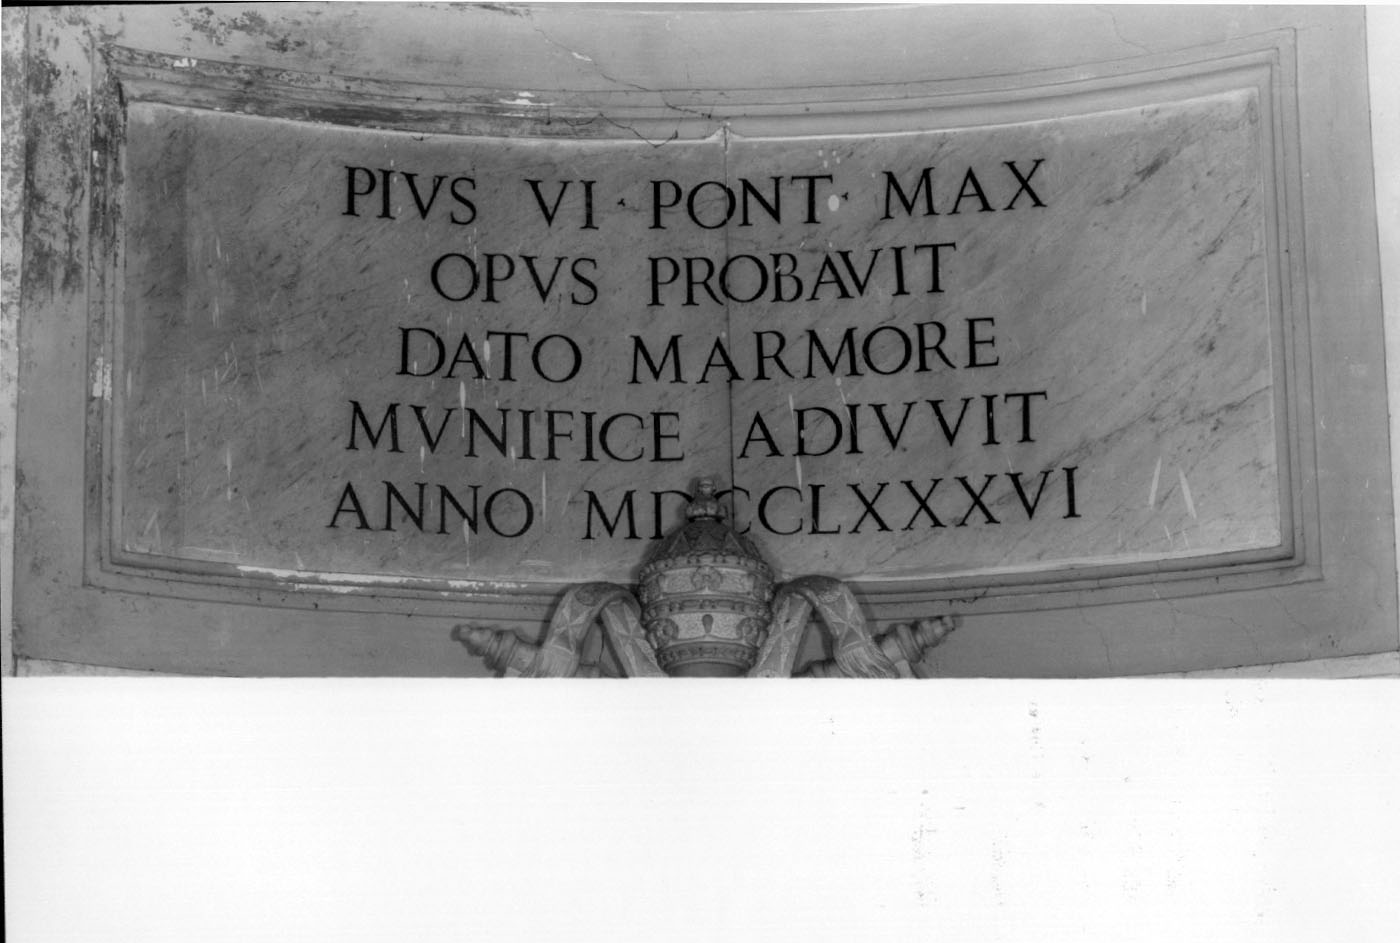 PIVS VI · PONT · MAX
OPVS PROBAVIT
DATO MARMORE
MVNIFICE ADIVVIT
ANNO MDCCLXXXVI